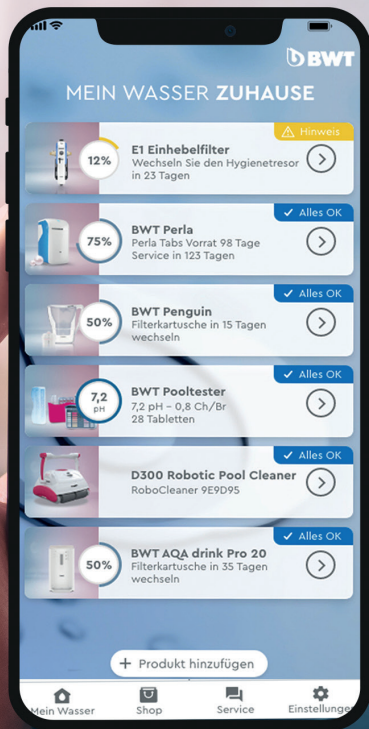 BWT
MEIN WASSER ZUHAUSE
Hinweis
12%
E1 Einhebelfilter
Wechseln Sie den Hygienetresor
in 23 Tagen
Alles OK
75%
BWT Perla
Perla Tabs Vorrat 98 Tage
Service in 123 Tagen
Alles OK
50%
BWT Penguin
Filterkartusche in 15 Tagen
wechseln
Alles OK
7,2
pH
BWT Pooltester
7,2 pH – 0,8 Ch/Br
28 Tabletten
Alles OK
D300 Robotic Pool Cleaner
RoboCleaner 9E9D95
Alles OK
50%
BWT AQA drink Pro 20
Filterkartusche in 35 Tagen
wechseln
+ Produkt hinzufügen
Mein Wasser Shop Service Einstellungen